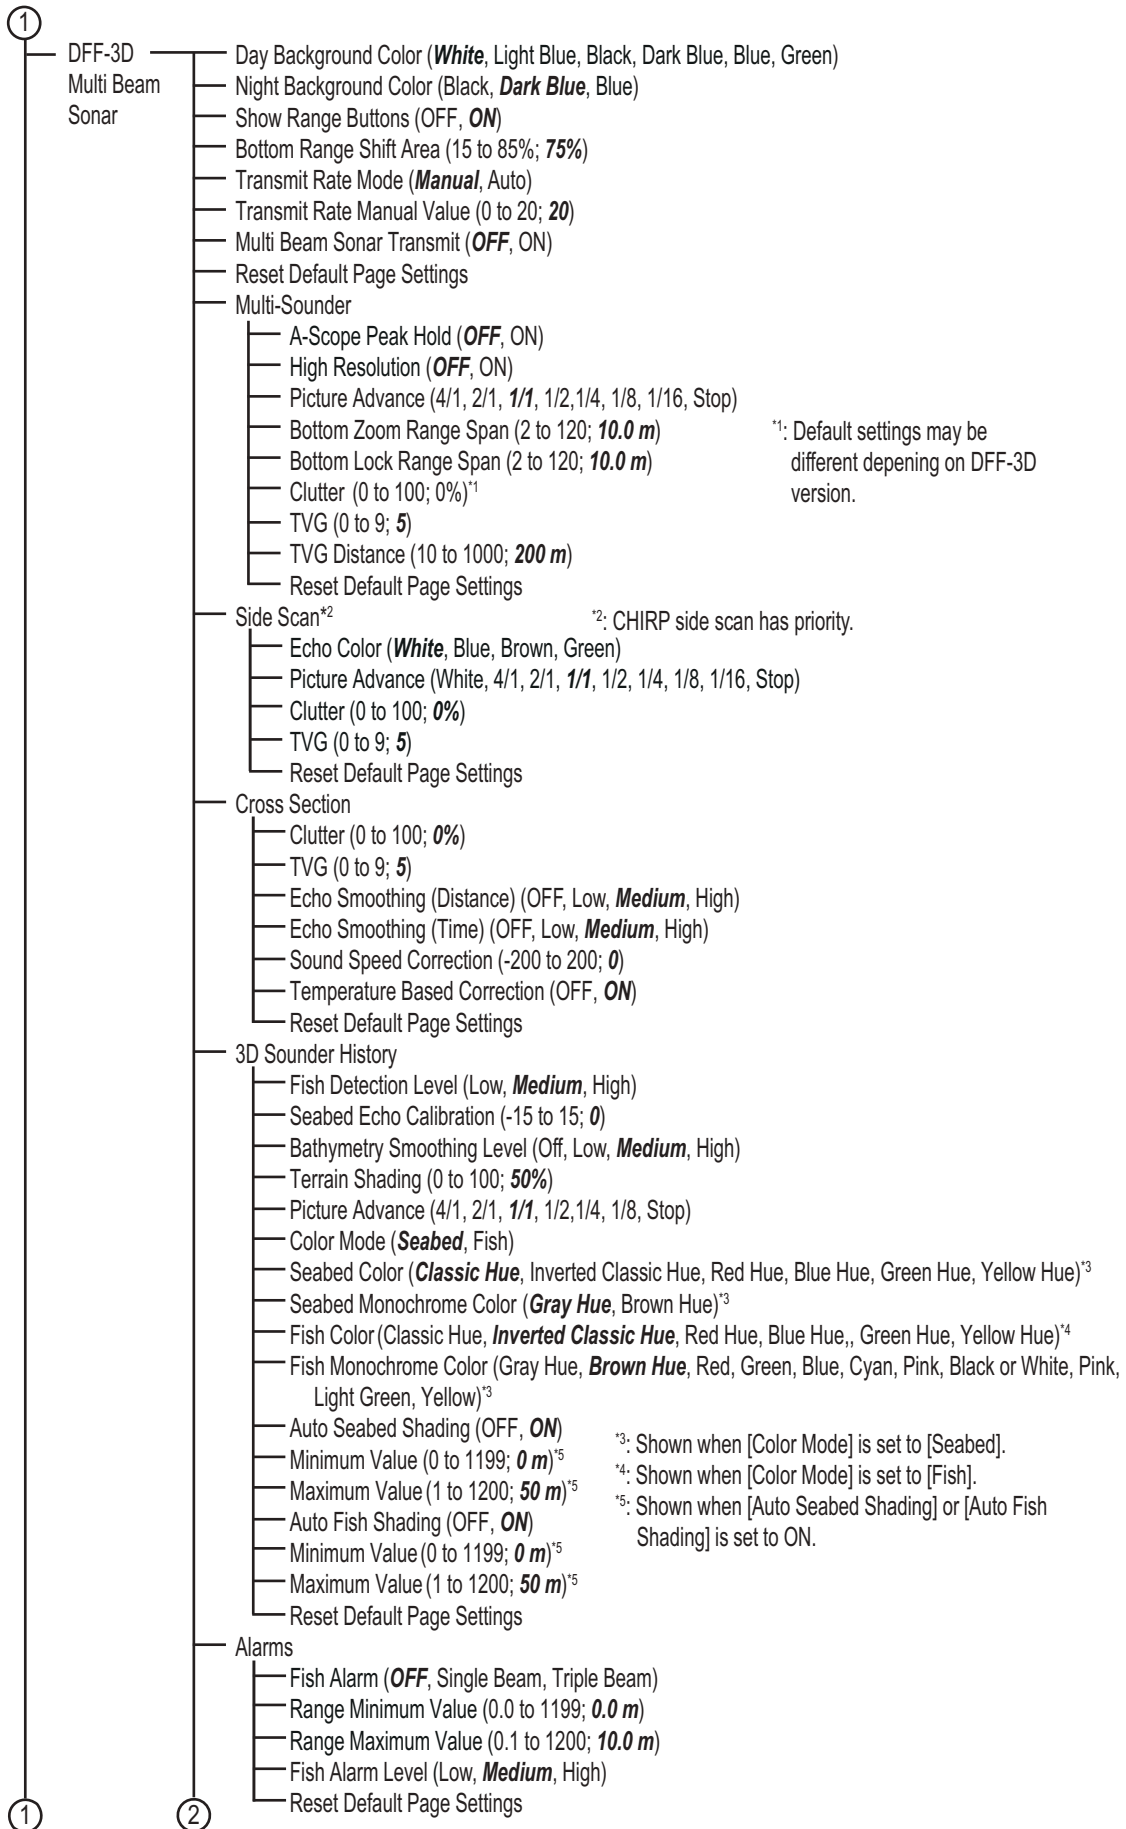 1
DFF-3D
Multi Beam
Sonar
Day Background Color (White, Light Blue, Black, Dark Blue, Blue, Green)
Night Background Color (Black, Dark Blue, Blue)
Show Range Buttons (OFF, ON)
Bottom Range Shift Area (15 to 85%; 75%)
Transmit Rate Mode (Manual, Auto)
Transmit Rate Manual Value (0 to 20; 20)
Multi Beam Sonar Transmit (OFF, ON)
Reset Default Page Settings
Multi-Sounder
A-Scope Peak Hold (OFF, ON)
High Resolution (OFF, ON)
Picture Advance (4/1, 2/1, 1/1, 1/2,1/4, 1/8, 1/16, Stop)
Bottom Zoom Range Span (2 to 120; 10.0 m)
Bottom Lock Range Span (2 to 120; 10.0 m)
Clutter (0 to 100; 0%)*1
TVG (0 to 9; 5)
TVG Distance (10 to 1000; 200 m)
Reset Default Page Settings
*1: Default settings may be
different depening on DFF-3D
version.
Side Scan*2
*2: CHIRP side scan has priority.
Echo Color (White, Blue, Brown, Green)
Picture Advance (White, 4/1, 2/1, 1/1, 1/2, 1/4, 1/8, 1/16, Stop)
Clutter (0 to 100; 0%)
TVG (0 to 9; 5)
Reset Default Page Settings
Cross Section
Clutter (0 to 100; 0%)
TVG (0 to 9; 5)
Echo Smoothing (Distance) (OFF, Low, Medium, High)
Echo Smoothing (Time) (OFF, Low, Medium, High)
Sound Speed Correction (-200 to 200; 0)
Temperature Based Correction (OFF, ON)
Reset Default Page Settings
3D Sounder History
Fish Detection Level (Low, Medium, High)
Seabed Echo Calibration (-15 to 15; 0)
Bathymetry Smoothing Level (Off, Low, Medium, High)
Terrain Shading (0 to 100; 50%)
Picture Advance (4/1, 2/1, 1/1, 1/2,1/4, 1/8, Stop)
Color Mode (Seabed, Fish)
Seabed Color (Classic Hue, Inverted Classic Hue, Red Hue, Blue Hue, Green Hue, Yellow Hue)*3
Seabed Monochrome Color (Gray Hue, Brown Hue)*3
Fish Color (Classic Hue, Inverted Classic Hue, Red Hue, Blue Hue,, Green Hue, Yellow Hue)*4
Fish Monochrome Color (Gray Hue, Brown Hue, Red, Green, Blue, Cyan, Pink, Black or White, Pink,
Light Green, Yellow)*3
Auto Seabed Shading (OFF, ON)
Minimum Value (0 to 1199; 0 m)*5
Maximum Value (1 to 1200; 50 m)*5
Auto Fish Shading (OFF, ON)
Minimum Value (0 to 1199; 0 m)*5
Maximum Value (1 to 1200; 50 m)*5
Reset Default Page Settings
*3: Shown when [Color Mode] is set to [Seabed].
*4: Shown when [Color Mode] is set to [Fish].
*5: Shown when [Auto Seabed Shading] or [Auto Fish
Shading] is set to ON.
Alarms
Fish Alarm (OFF, Single Beam, Triple Beam)
Range Minimum Value (0.0 to 1199; 0.0 m)
Range Maximum Value (0.1 to 1200; 10.0 m)
Fish Alarm Level (Low, Medium, High)
Reset Default Page Settings
1
2